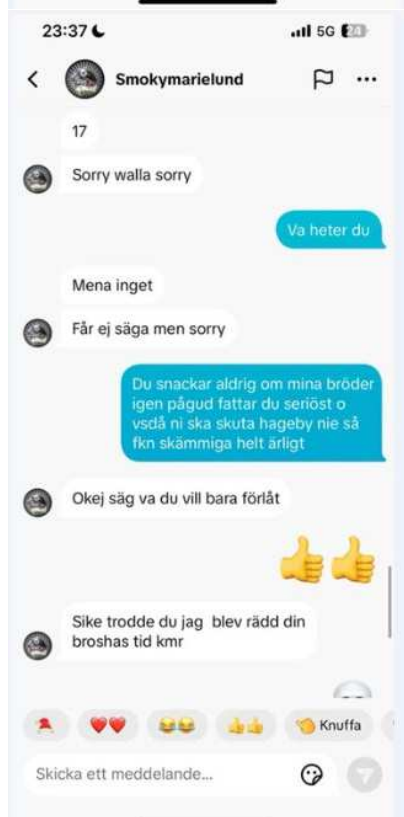 23:37
5G 24
Smokymarielund
17
Sorry walla sorry
Va heter du
Mena inget
Får ej säga men sorry
Du snackar aldrig om mina bröder
igen pågud fattar du seriöst o
vsdå ni ska skuta hageby nie så
fkn skämmiga helt ärligt
Okej säg va du vill bara förlåt
👍👍
Sike trodde du jag blev rädd din
broshas tid kmr
Knuffa
Skicka ett meddelande...